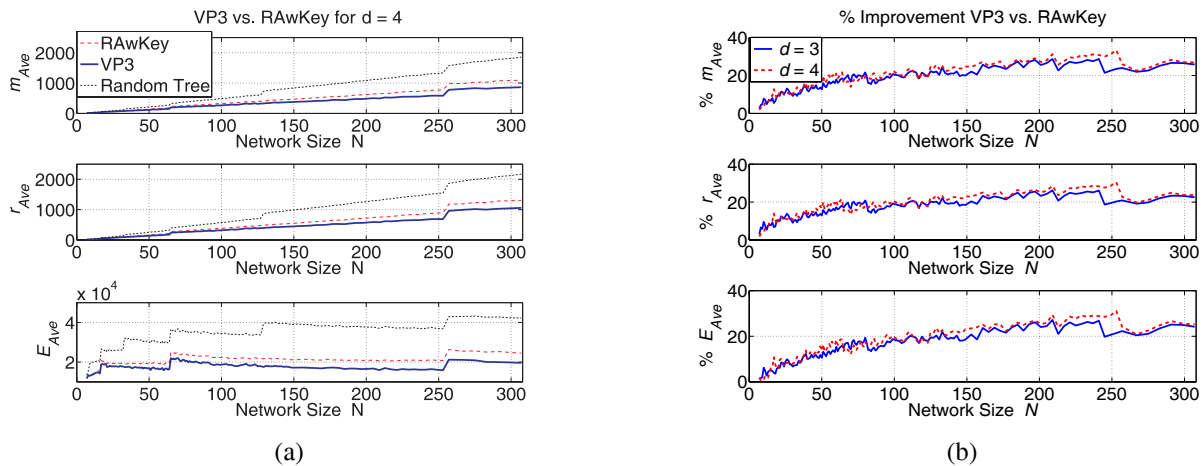 VP3 vs. RAwKey for d = 4
RAwKey
VP3
Random Tree
m_Ave
2000
1000
0
0 50 100 150 200 250 300
Network Size N
r_Ave
2000
1000
0
0 50 100 150 200 250 300
Network Size N
x 10^4
E_Ave
4
2
0 50 100 150 200 250 300
Network Size N
(a)
% Improvement VP3 vs. RAwKey
d = 3
d = 4
% m_Ave
40
20
0
0 50 100 150 200 250 300
Network Size N
% r_Ave
40
20
0
0 50 100 150 200 250 300
Network Size N
% E_Ave
40
20
0
0 50 100 150 200 250 300
Network Size N
(b)